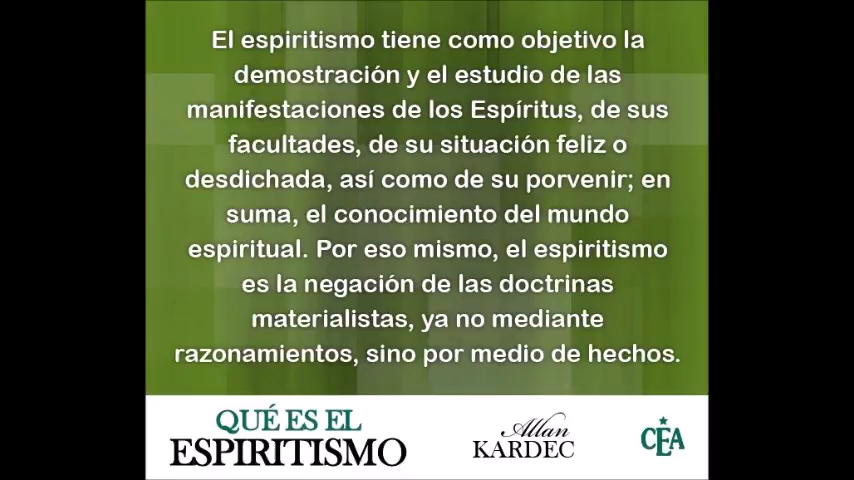 El espiritismo tiene como objetivo la
demostración y el estudio de las
manifestaciones de los Espíritus, de sus
facultades, de su situación feliz o
desdichada, así como de su porvenir; en
suma, el conocimiento del mundo
espiritual. Por eso mismo, el espiritismo
es la negación de las doctrinas
materialistas, ya no mediante
razonamientos, sino por medio de hechos.
QUÉ ES EL
ESPIRITISMO
Allan
KARDEC
CEA